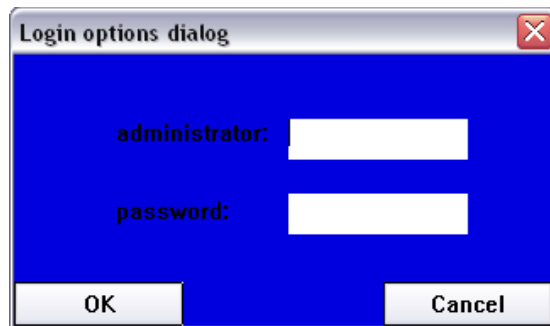 Login options dialog
administrator:
password:
OK
Cancel